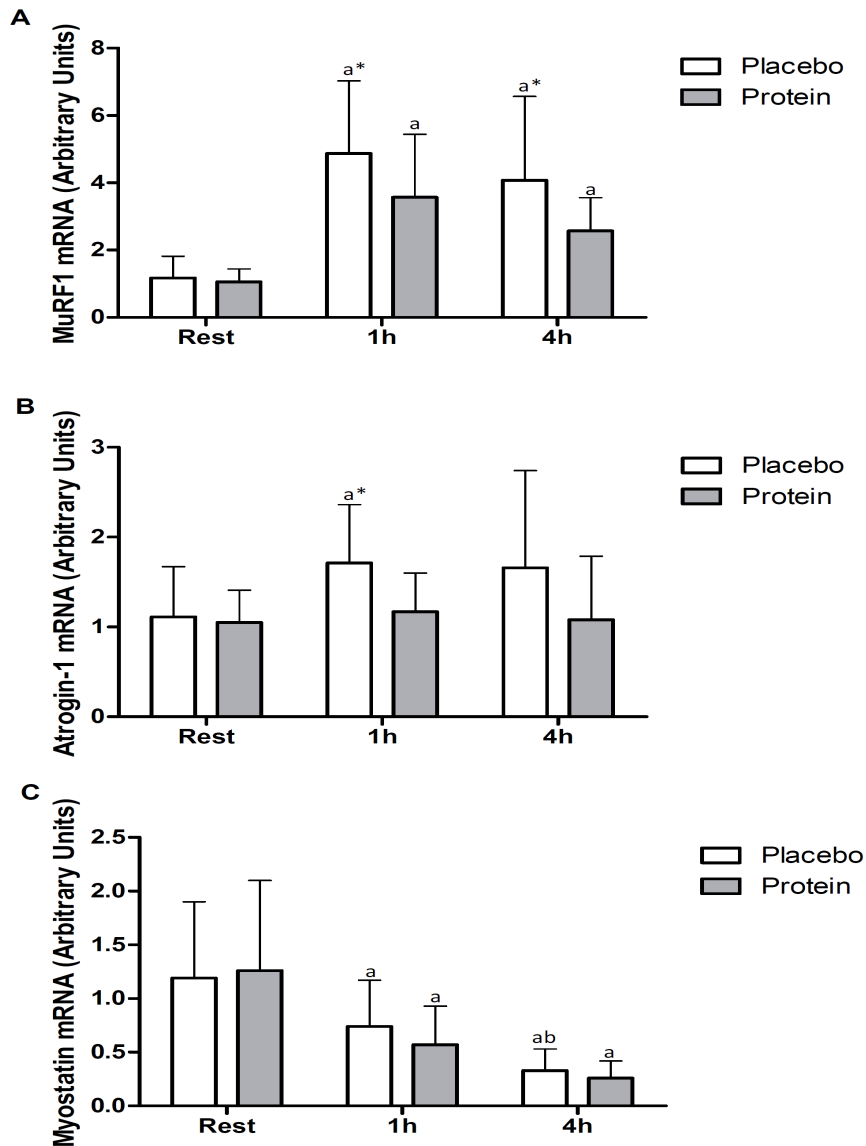 A
MuRF1 mRNA (Arbitrary Units)
8
6
4
2
0
a*
a
a*
a
Rest
1h
4h
Placebo
Protein
B
Atrogin-1 mRNA (Arbitrary Units)
3
2
1
0
a*
Rest
1h
4h
Placebo
Protein
C
Myostatin mRNA (Arbitrary Units)
2.5
2.0
1.5
1.0
0.5
0.0
a
a
ab
a
Rest
1h
4h
Placebo
Protein